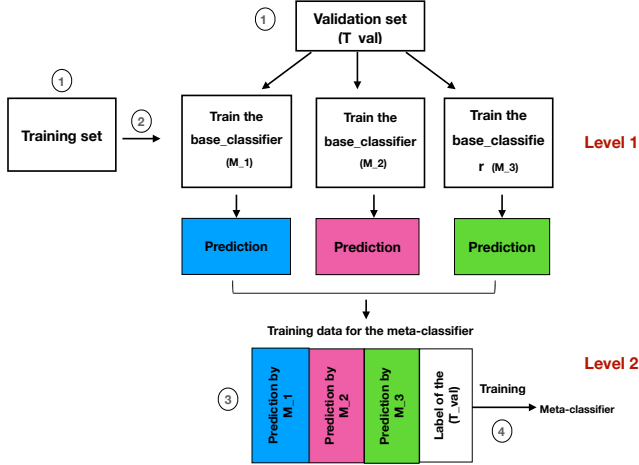 1
Validation set
(T_val)
1
Training set
2
Train the
base_classifier
(M_1)
Train the
base_classifier
(M_2)
Train the
base_classifie
r (M_3)
Level 1
Prediction
Prediction
Prediction
Training data for the meta-classifier
Level 2
3
Prediction by
M_1
Prediction by
M_2
Prediction by
M_3
Label of the
(T_val)
Training
4
Meta-classifier